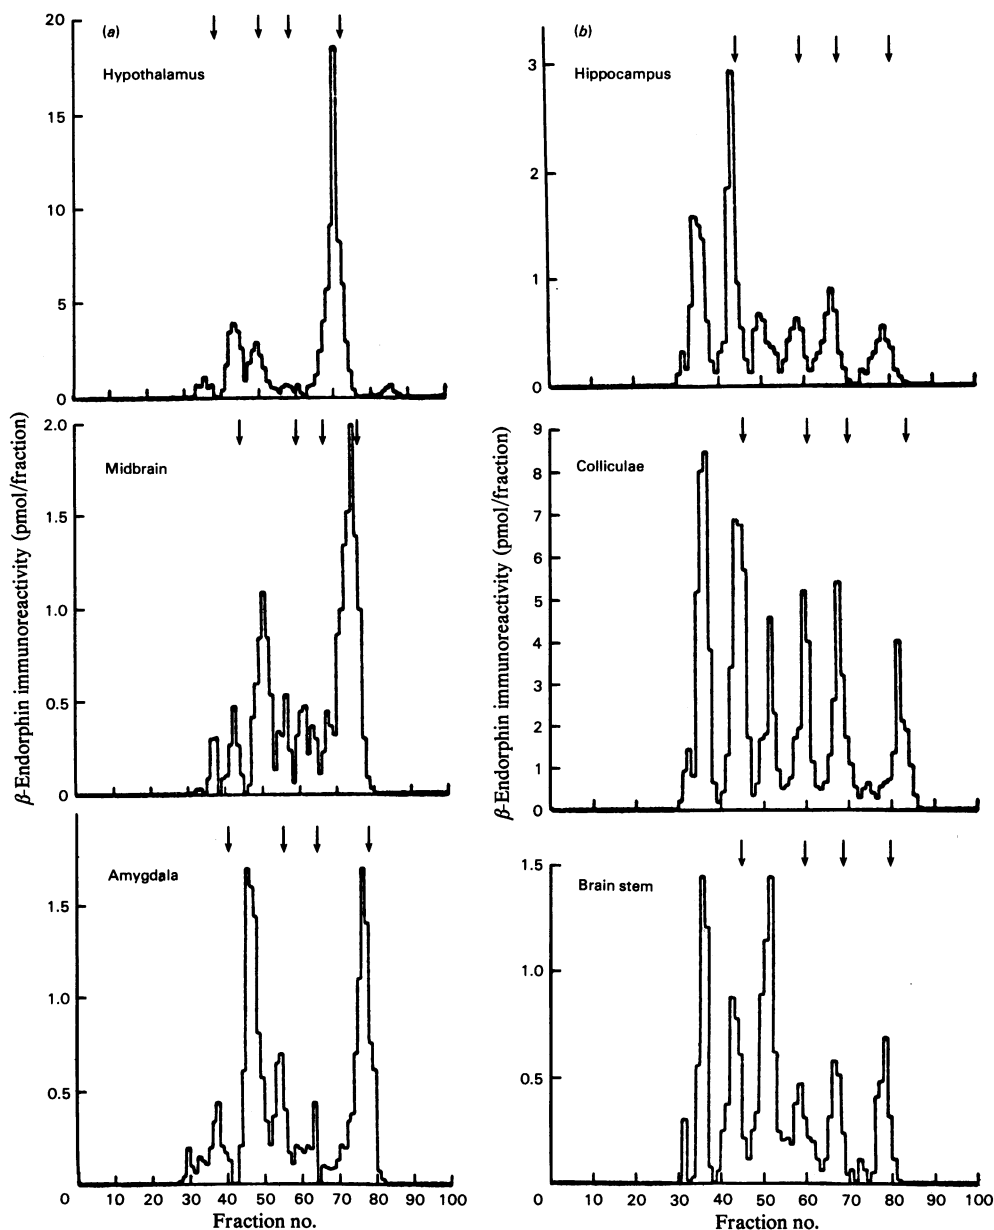 (a)
Hypothalamus
20
15
10
5
0
Midbrain
2.0
1.5
1.0
0.5
0
Amygdala
1.5
1.0
0.5
0 10 20 30 40 50 60 70 80 90 100
Fraction no.
β-Endorphin immunoreactivity (pmol/fraction)
(b)
Hippocampus
3
2
1
0
Colliculae
9
8
7
6
5
4
3
2
1
0
Brain stem
1.5
1.0
0.5
0 10 20 30 40 50 60 70 80 90 100
Fraction no.
β-Endorphin immunoreactivity (pmol/fraction)